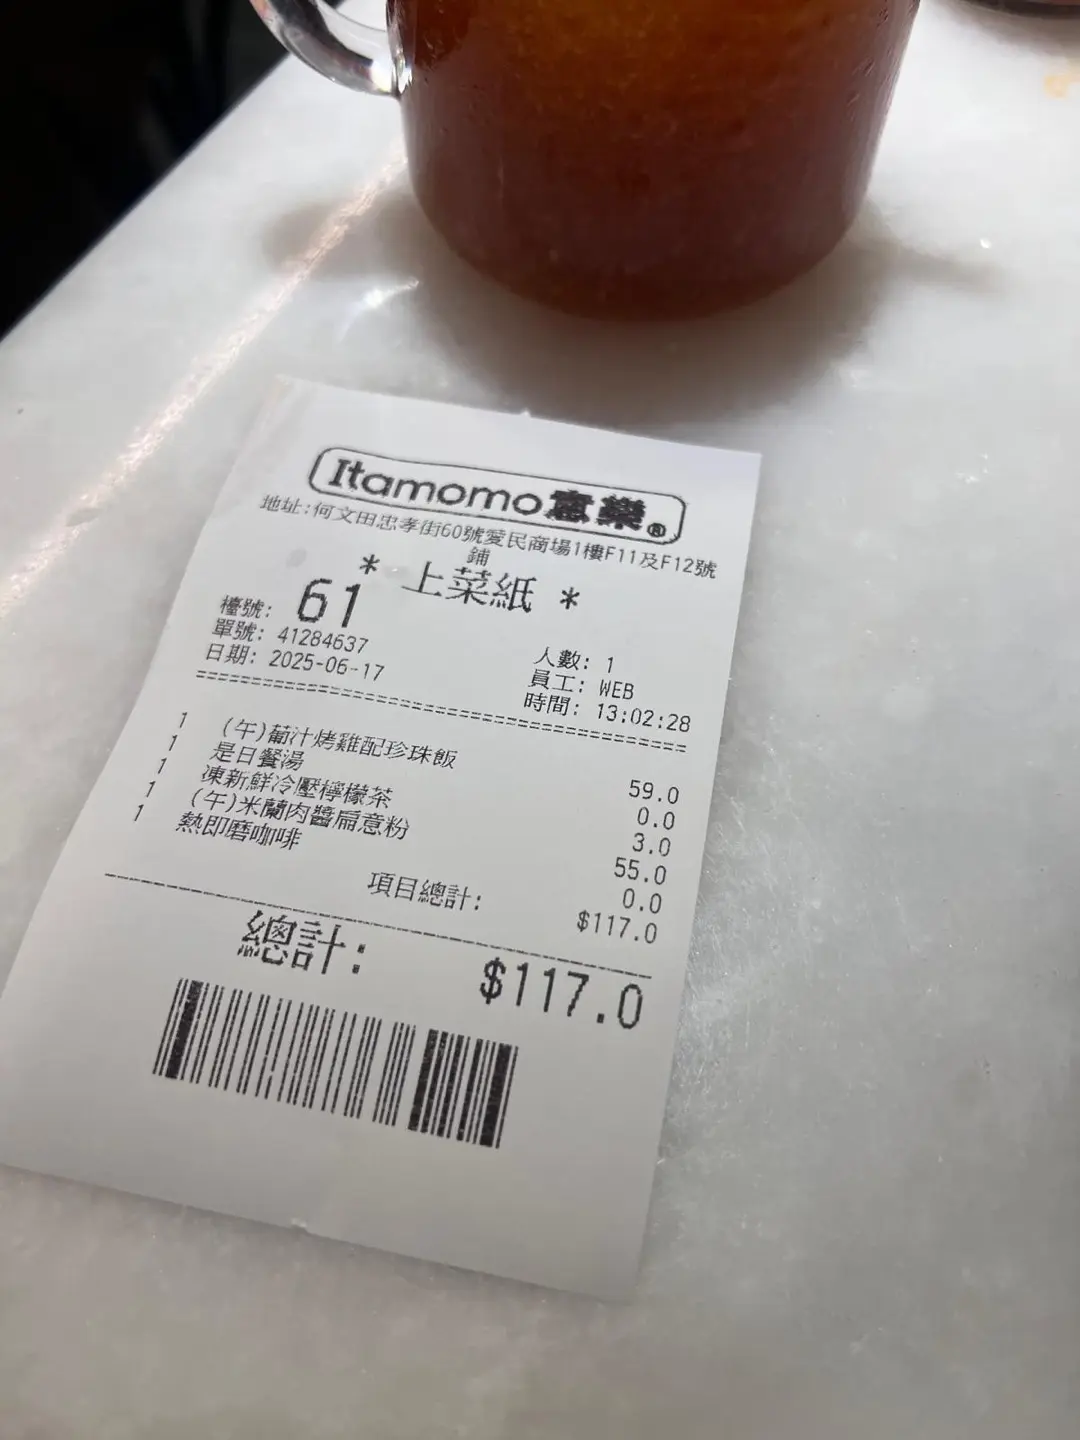 Itamomo意樂®
地址:何文田忠孝街60號愛民商場1樓F11及F12號
鋪
* 上菜紙 *
檯號: 61
單號: 41284637 人數: 1
日期: 2025-06-17 員工: WEB
時間: 13:02:28
1 (午)葡汁烤雞配珍珠飯 59.0
1 是日餐湯 0.0
1 凍新鮮冷壓檸檬茶 3.0
1 (午)米蘭肉醬扁意粉 55.0
1 熱即磨咖啡 0.0
項目總計: $117.0
總計: $117.0